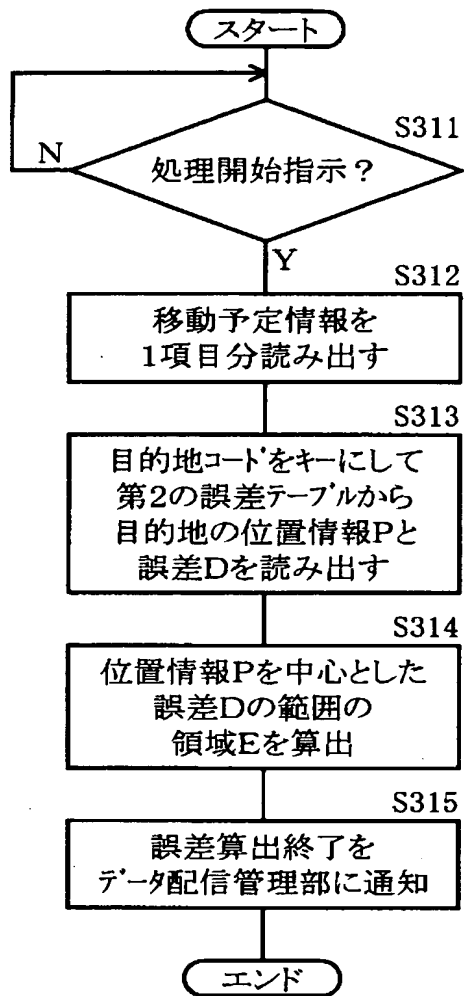 スタート
S311
N
処理開始指示？
Y
S312
移動予定情報を
1項目分読み出す
S313
目的地コードをキーにして
第2の誤差テーブルから
目的地の位置情報Pと
誤差Dを読み出す
S314
位置情報Pを中心とした
誤差Dの範囲の
領域Eを算出
S315
誤差算出終了を
データ配信管理部に通知
エンド